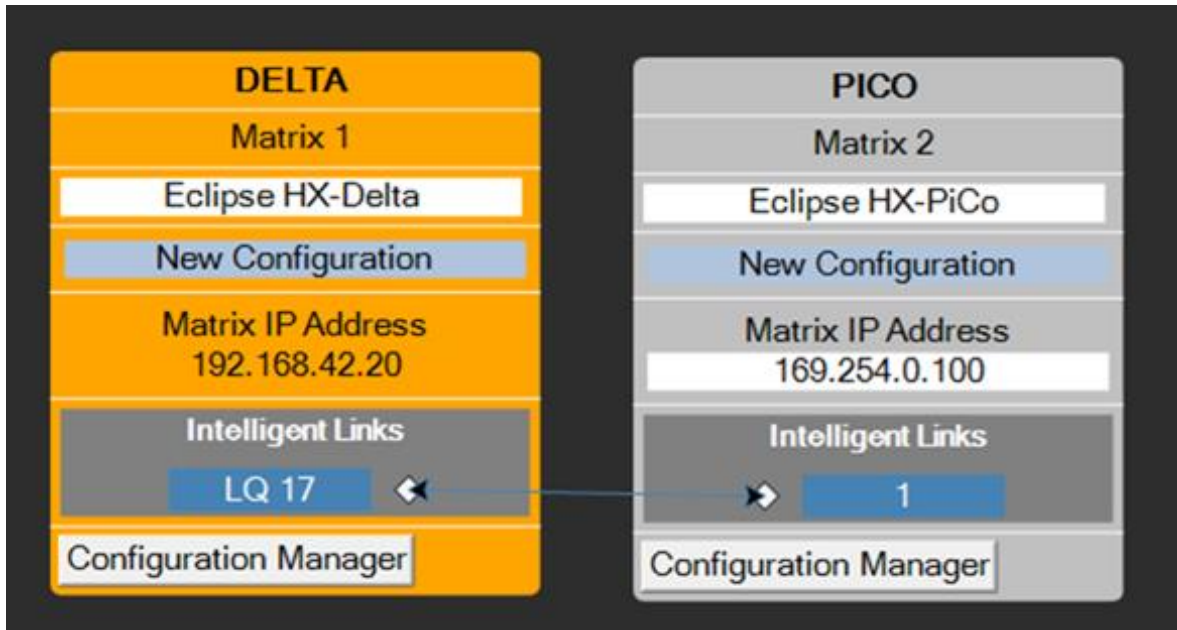 DELTA
Matrix 1
Eclipse HX-Delta
New Configuration
Matrix IP Address
192.168.42.20
Intelligent Links
LQ 17
Configuration Manager
PICO
Matrix 2
Eclipse HX-PiCo
New Configuration
Matrix IP Address
169.254.0.100
Intelligent Links
1
Configuration Manager